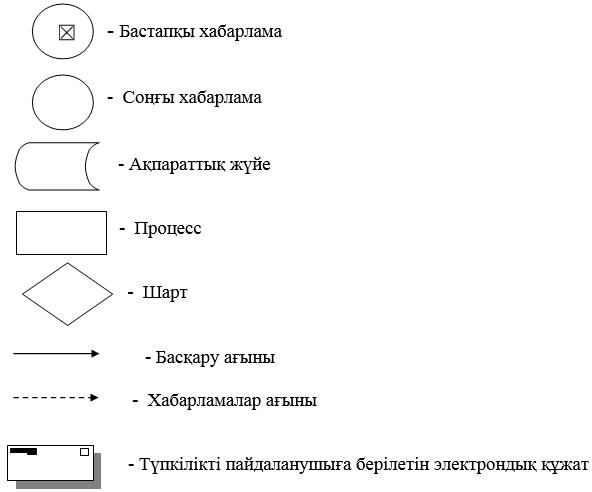 - Бастапқы хабарлама
- Соңғы хабарлама
- Ақпараттық жүйе
- Процесс
- Шарт
- Басқару ағыны
- Хабарламалар ағыны
- Түпкілікті пайдаланушыға берілетін электрондық құжат